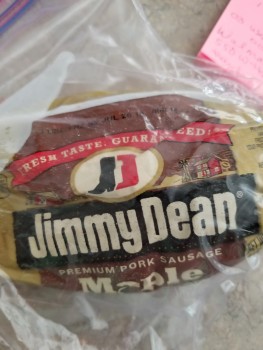 FRESH TASTE. GUARANTEED!
Jimmy Dean®
PREMIUM PORK SAUSAGE
Maple